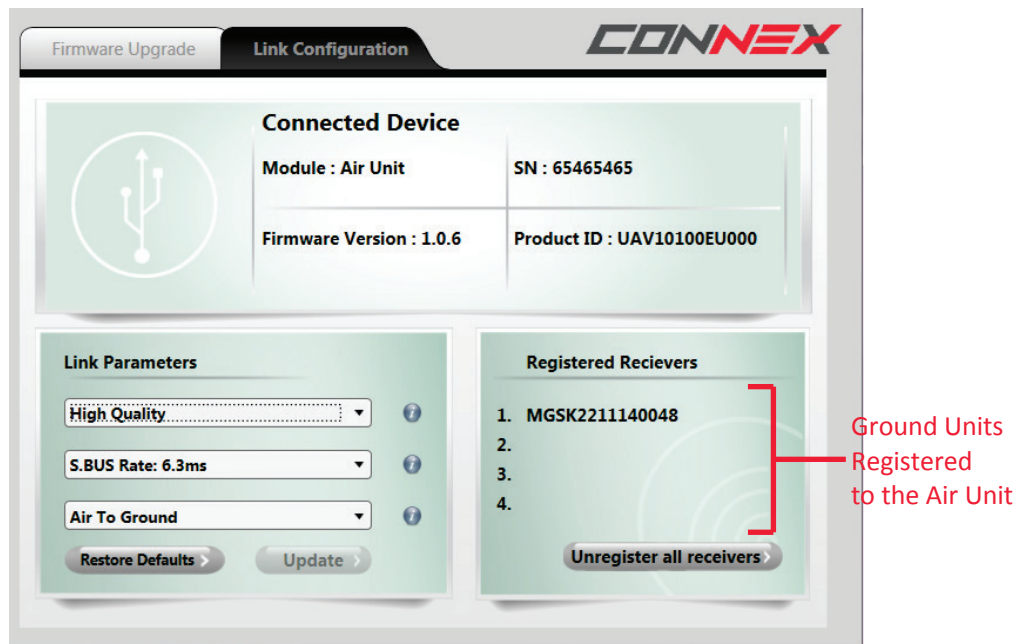 Firmware Upgrade
Link Configuration
CONNEX
Connected Device
Module : Air Unit
SN : 65465465
Firmware Version : 1.0.6
Product ID : UAV10100EU000
Link Parameters
High Quality
S.BUS Rate: 6.3ms
Air To Ground
Restore Defaults
Update
Registered Recievers
1. MGSK2211140048
2.
3.
4.
Unregister all receivers
Ground Units
Registered
to the Air Unit